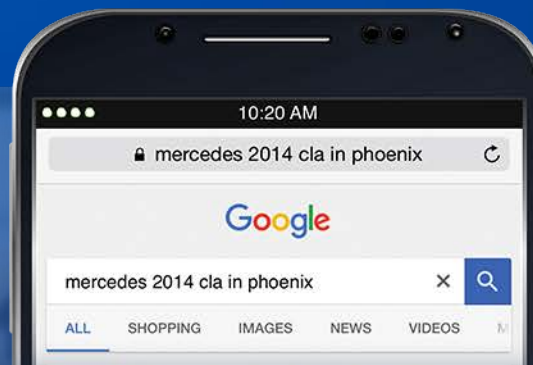 10:20 AM
mercedes 2014 cla in phoenix
Google
mercedes 2014 cla in phoenix
ALL SHOPPING IMAGES NEWS VIDEOS M